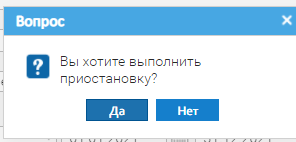 Вопрос
Вы хотите выполнить
приостановку?
Да Нет